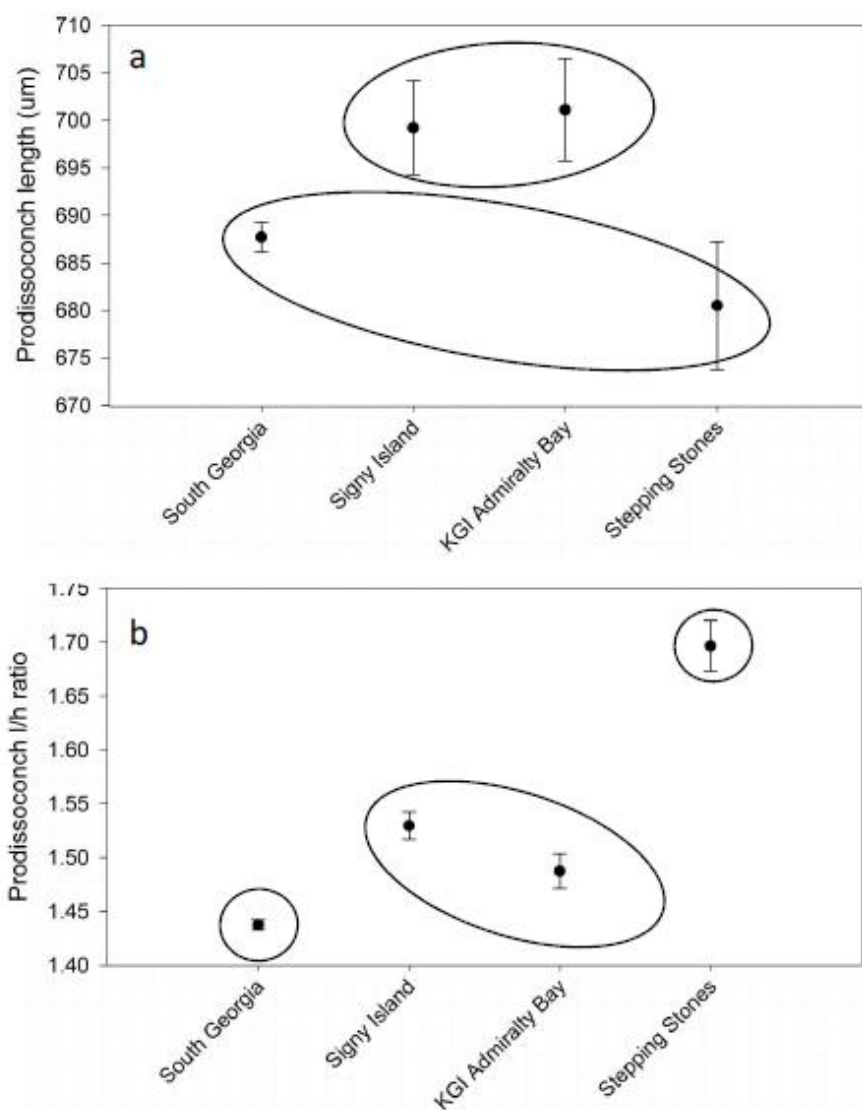 a
Prodissoconch length (um)
710
705
700
695
690
685
680
675
670
South Georgia
Signy Island
KGI Admiralty Bay
Stepping Stones
b
Prodissoconch l/h ratio
1.75
1.70
1.65
1.60
1.55
1.50
1.45
1.40
South Georgia
Signy Island
KGI Admiralty Bay
Stepping Stones